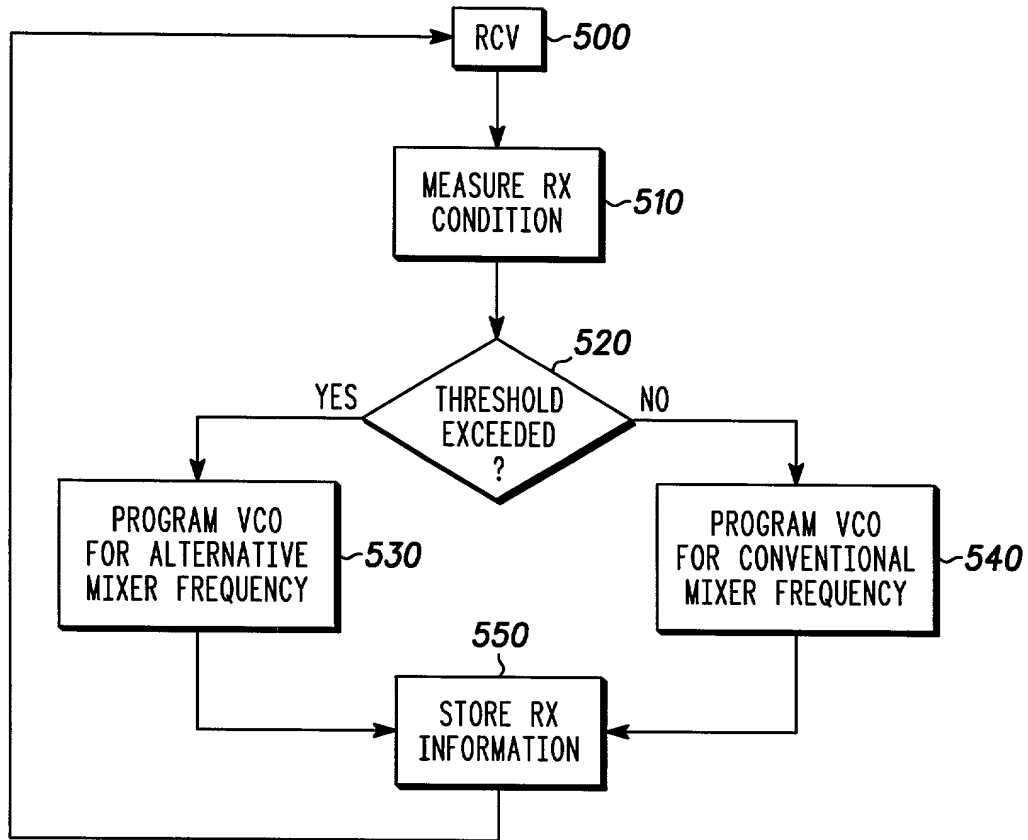 RCV
500
MEASURE RX
CONDITION
510
520
YES
THRESHOLD
EXCEEDED
?
NO
PROGRAM VCO
FOR ALTERNATIVE
MIXER FREQUENCY
530
PROGRAM VCO
FOR CONVENTIONAL
MIXER FREQUENCY
540
550
STORE RX
INFORMATION